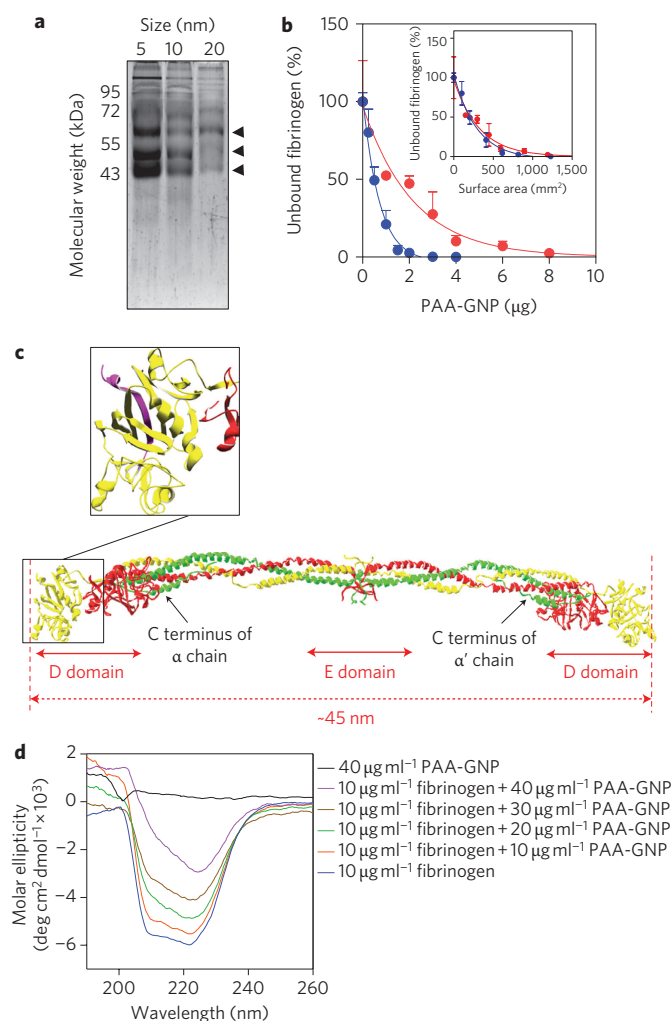 a
Size (nm)
5 10 20
Molecular weight (kDa)
95
72
55
43
b
Unbound fibrinogen (%)
150
100
50
0
0 2 4 6 8 10
PAA-GNP (μg)
Unbound fibrinogen (%)
150
100
50
0
0 500 1,000 1,500
Surface area (mm²)
c
C terminus of
α chain
C terminus of
α′ chain
D domain
E domain
D domain
~45 nm
d
Molar ellipticity
(deg cm² dmol⁻¹ × 10³)
2
0
−2
−4
−6
200 220 240 260
Wavelength (nm)
40 μg ml⁻¹ PAA-GNP
10 μg ml⁻¹ fibrinogen + 40 μg ml⁻¹ PAA-GNP
10 μg ml⁻¹ fibrinogen + 30 μg ml⁻¹ PAA-GNP
10 μg ml⁻¹ fibrinogen + 20 μg ml⁻¹ PAA-GNP
10 μg ml⁻¹ fibrinogen + 10 μg ml⁻¹ PAA-GNP
10 μg ml⁻¹ fibrinogen